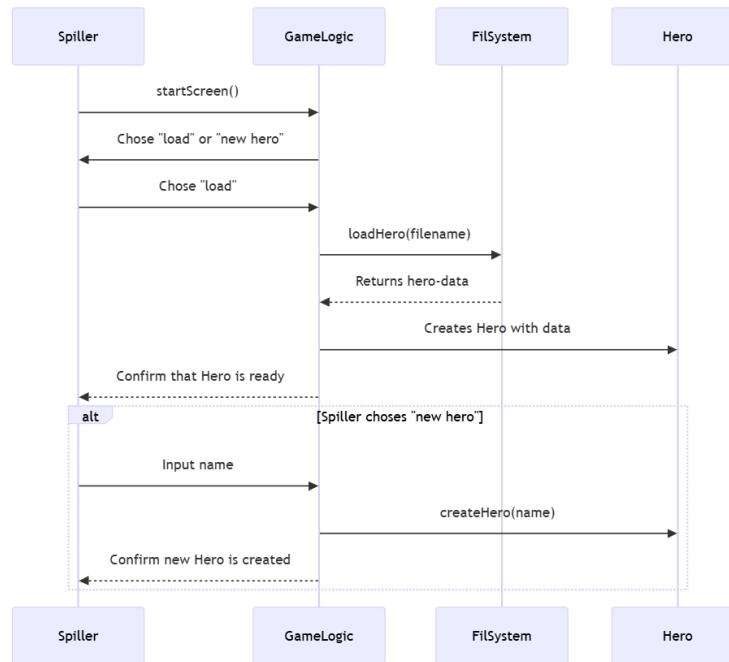 Spiller
GameLogic
FilSystem
Hero
startScreen()
Chose "load" or "new hero"
Chose "load"
loadHero(filename)
Returns hero-data
Creates Hero with data
Confirm that Hero is ready
alt
[Spiller choses "new hero"]
Input name
createHero(name)
Confirm new Hero is created
Spiller
GameLogic
FilSystem
Hero